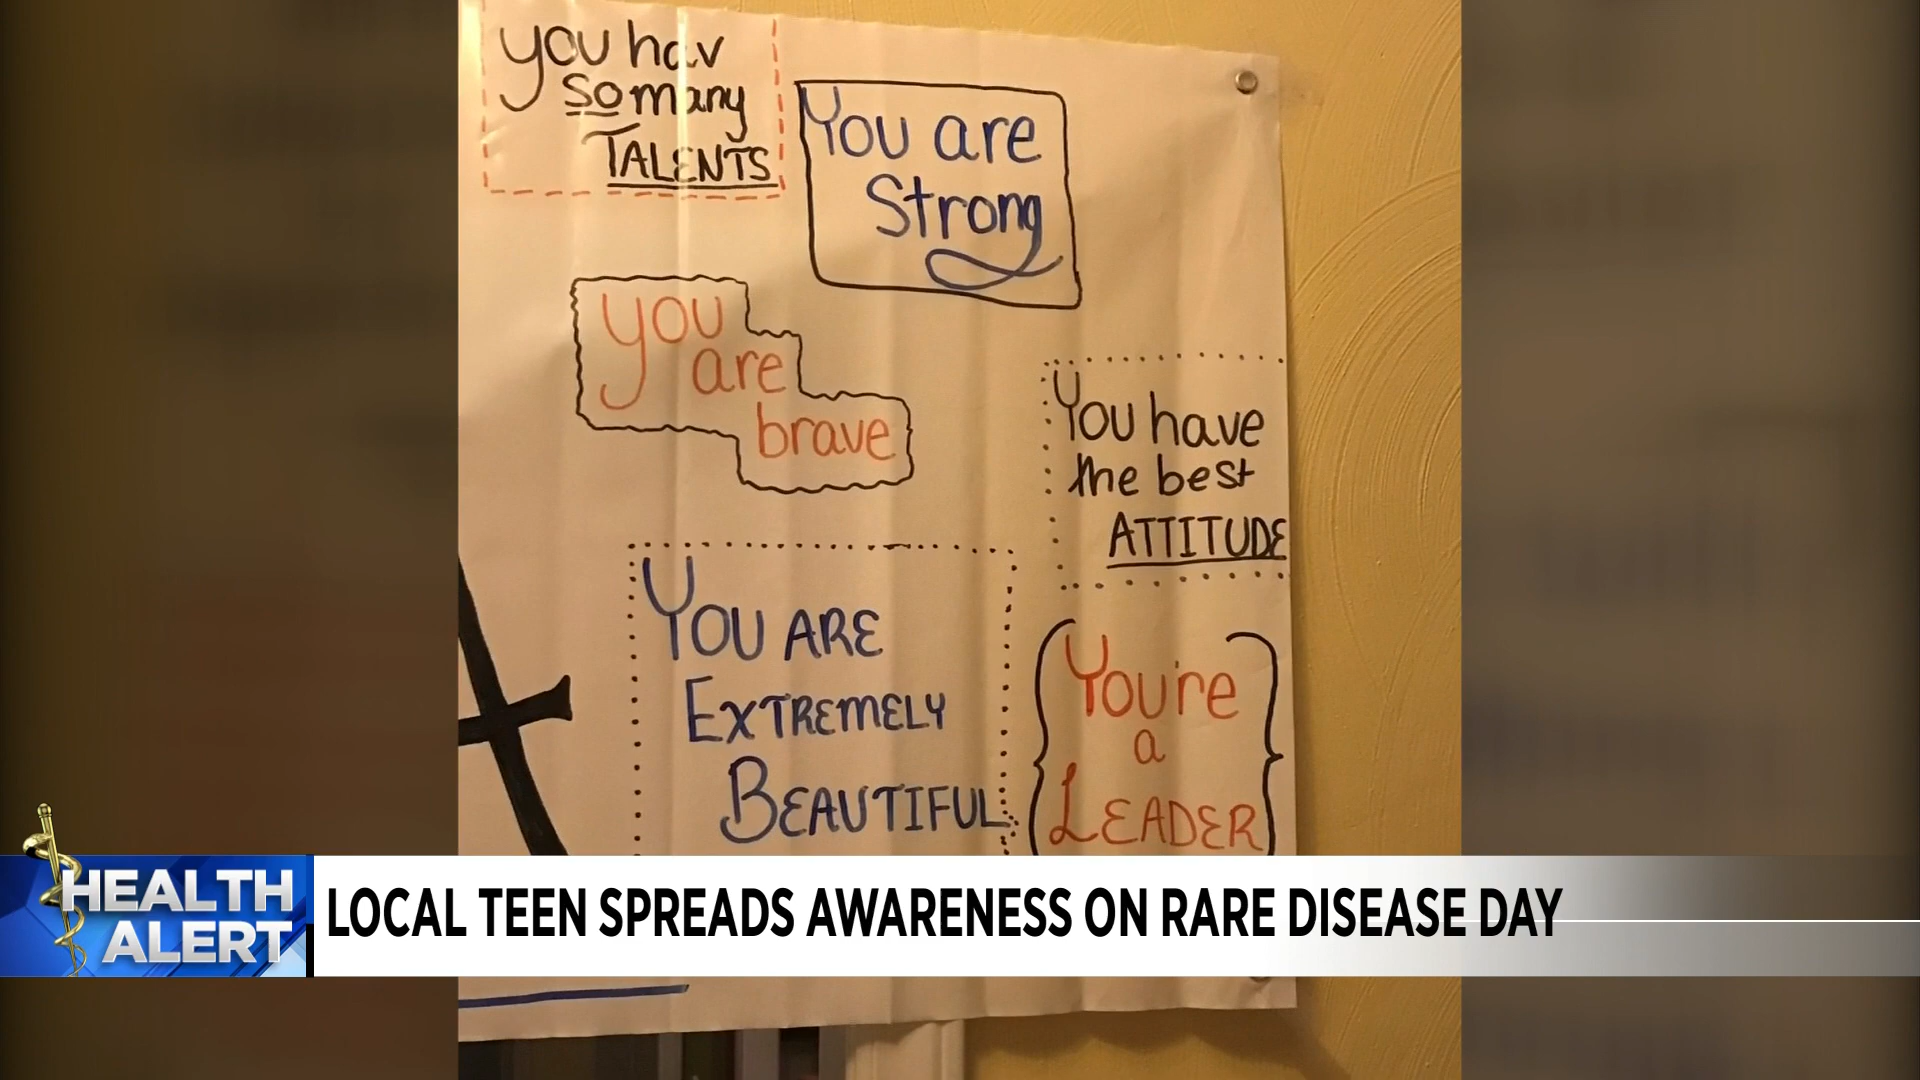 you hav
so many
TALENTS
You are
Strong
you
are
brave
You have
the best
ATTITUDE
YOU ARE
EXTREMELY
BEAUTIFUL
You're
a
LEADER
HEALTH
ALERT
LOCAL TEEN SPREADS AWARENESS ON RARE DISEASE DAY